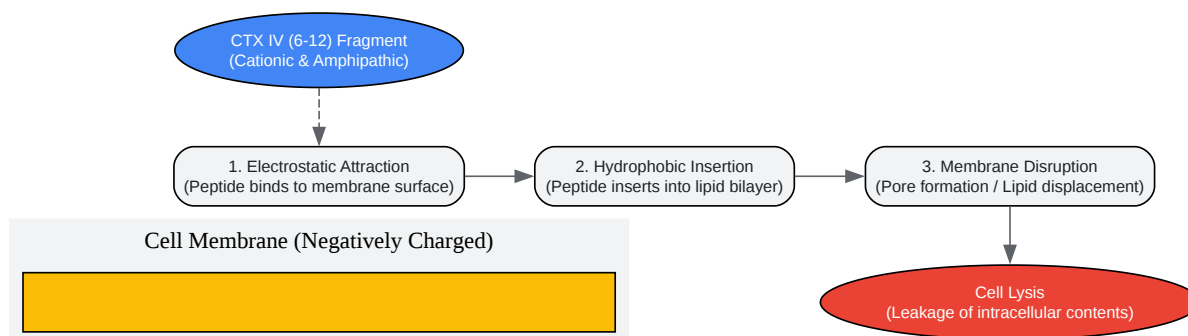 CTX IV (6-12) Fragment
(Cationic & Amphipathic)
1. Electrostatic Attraction
(Peptide binds to membrane surface)
2. Hydrophobic Insertion
(Peptide inserts into lipid bilayer)
3. Membrane Disruption
(Pore formation / Lipid displacement)
Cell Membrane (Negatively Charged)
Cell Lysis
(Leakage of intracellular contents)